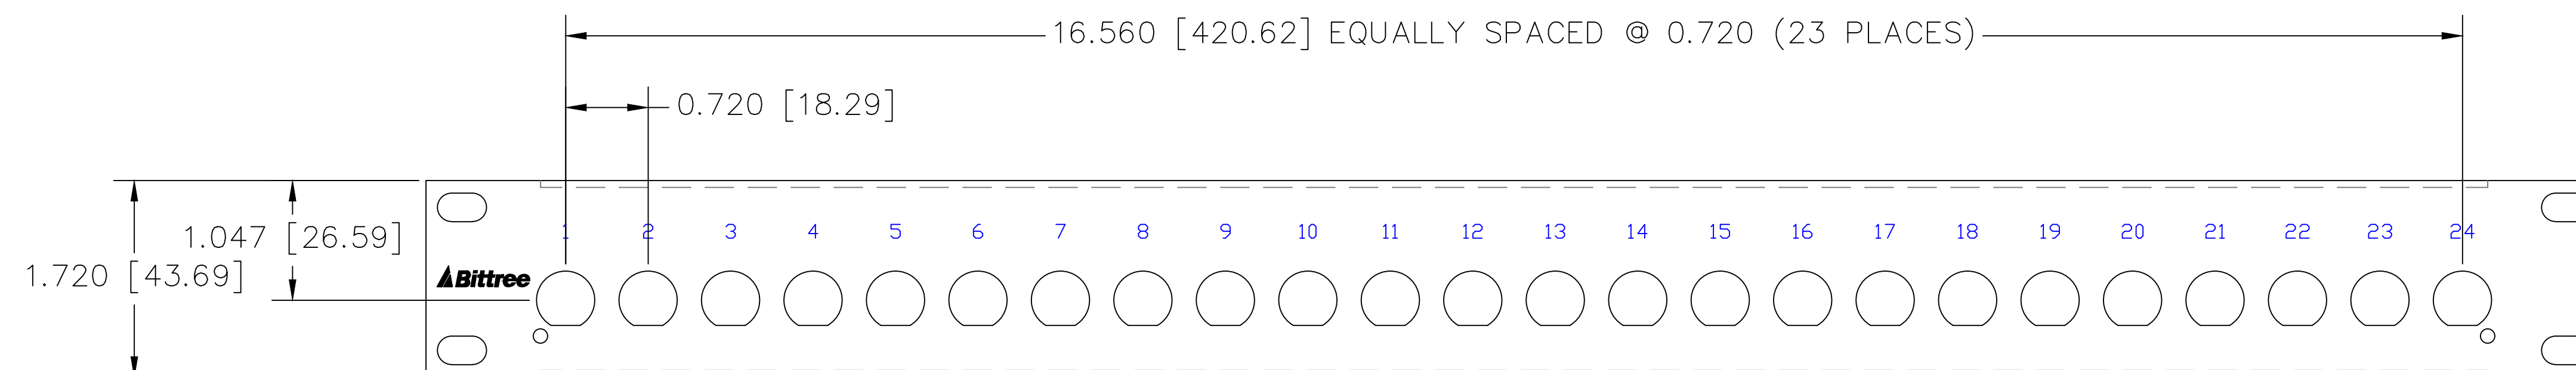 16.560 [420.62] EQUALLY SPACED @ 0.720 (23 PLACES)
0.720 [18.29]
1.047 [26.59]
1 2 3 4 5 6 7 8 9 10 11 12 13 14 15 16 17 18 19 20 21 22 23 24
1.720 [43.69]
Bittree